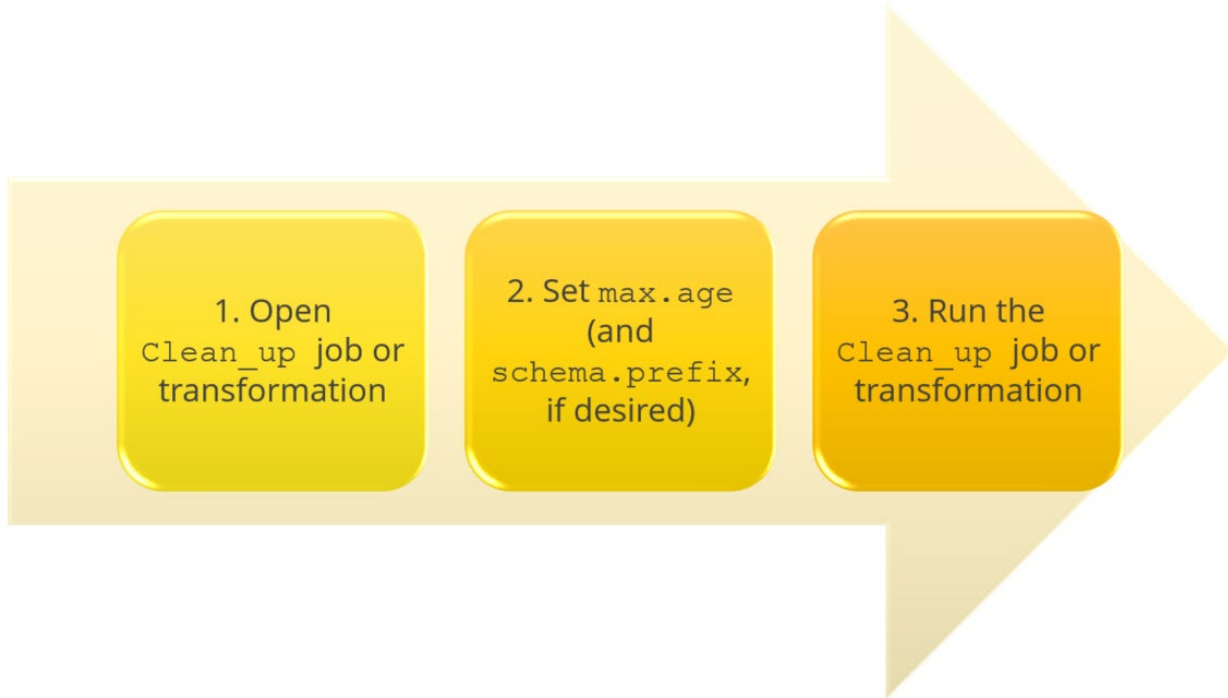 1. Open
Clean_up job or
transformation
2. Set max.age
(and
schema.prefix,
if desired)
3. Run the
Clean_up job or
transformation